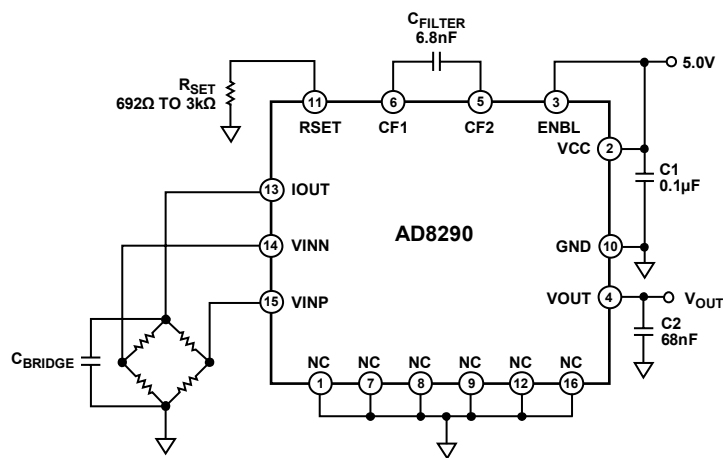 CFILTER
6.8nF
5.0V
RSET
692Ω TO 3kΩ
11
6
5
3
RSET
CF1
CF2
ENBL
VCC
2
C1
0.1µF
13
IOUT
AD8290
14
VINN
GND
10
15
VINP
VOUT
4
VOUT
C2
68nF
CBRIDGE
NC
NC
NC
NC
NC
NC
1
7
8
9
12
16